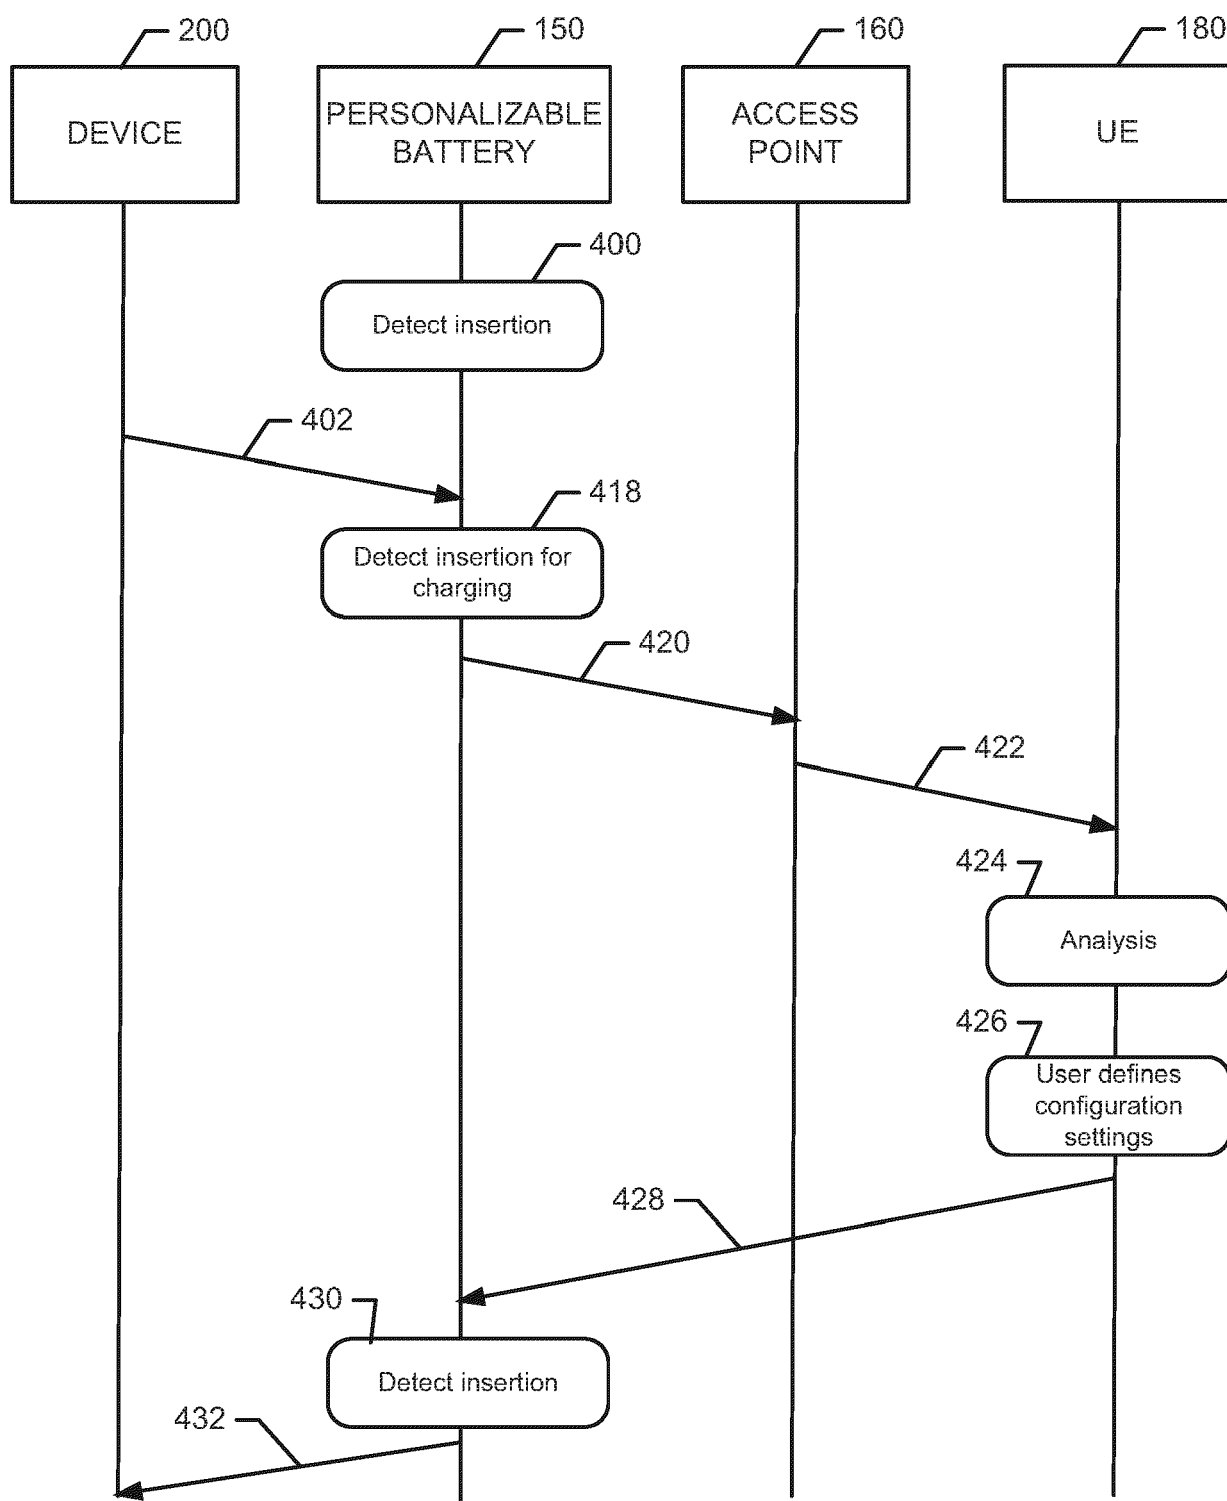 200
150
160
180
DEVICE
PERSONALIZABLE
BATTERY
ACCESS
POINT
UE
400
Detect insertion
402
418
Detect insertion for
charging
420
422
424
Analysis
426
User defines
configuration
settings
428
430
Detect insertion
432